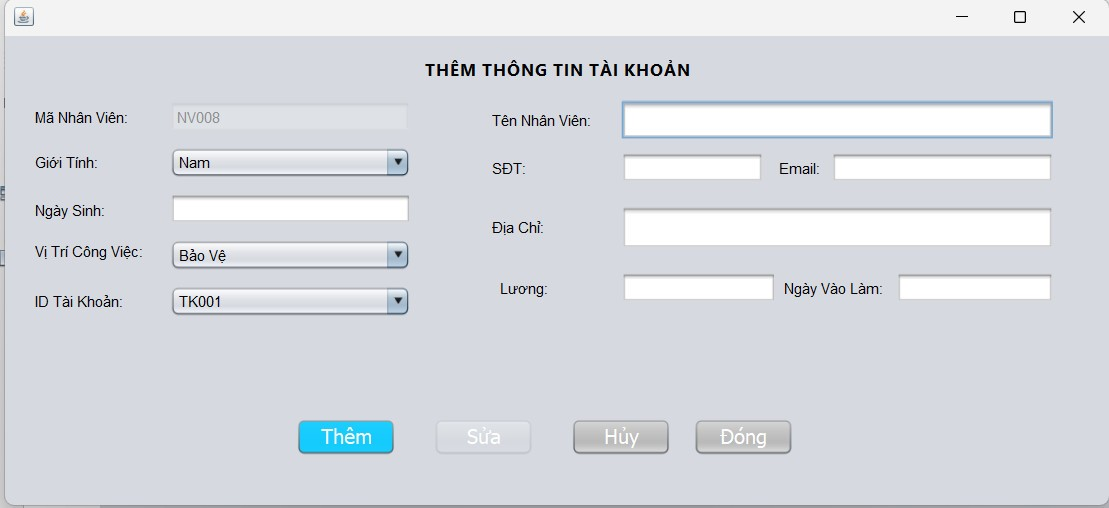 THÊM THÔNG TIN TÀI KHOẢN
Mã Nhân Viên: NV008
Tên Nhân Viên:
Giới Tính: Nam
SĐT: Email:
Ngày Sinh:
Địa Chỉ:
Vị Trí Công Việc: Bảo Vệ
ID Tài Khoản: TK001
Lương: Ngày Vào Làm:
Thêm Sửa Hủy Đóng